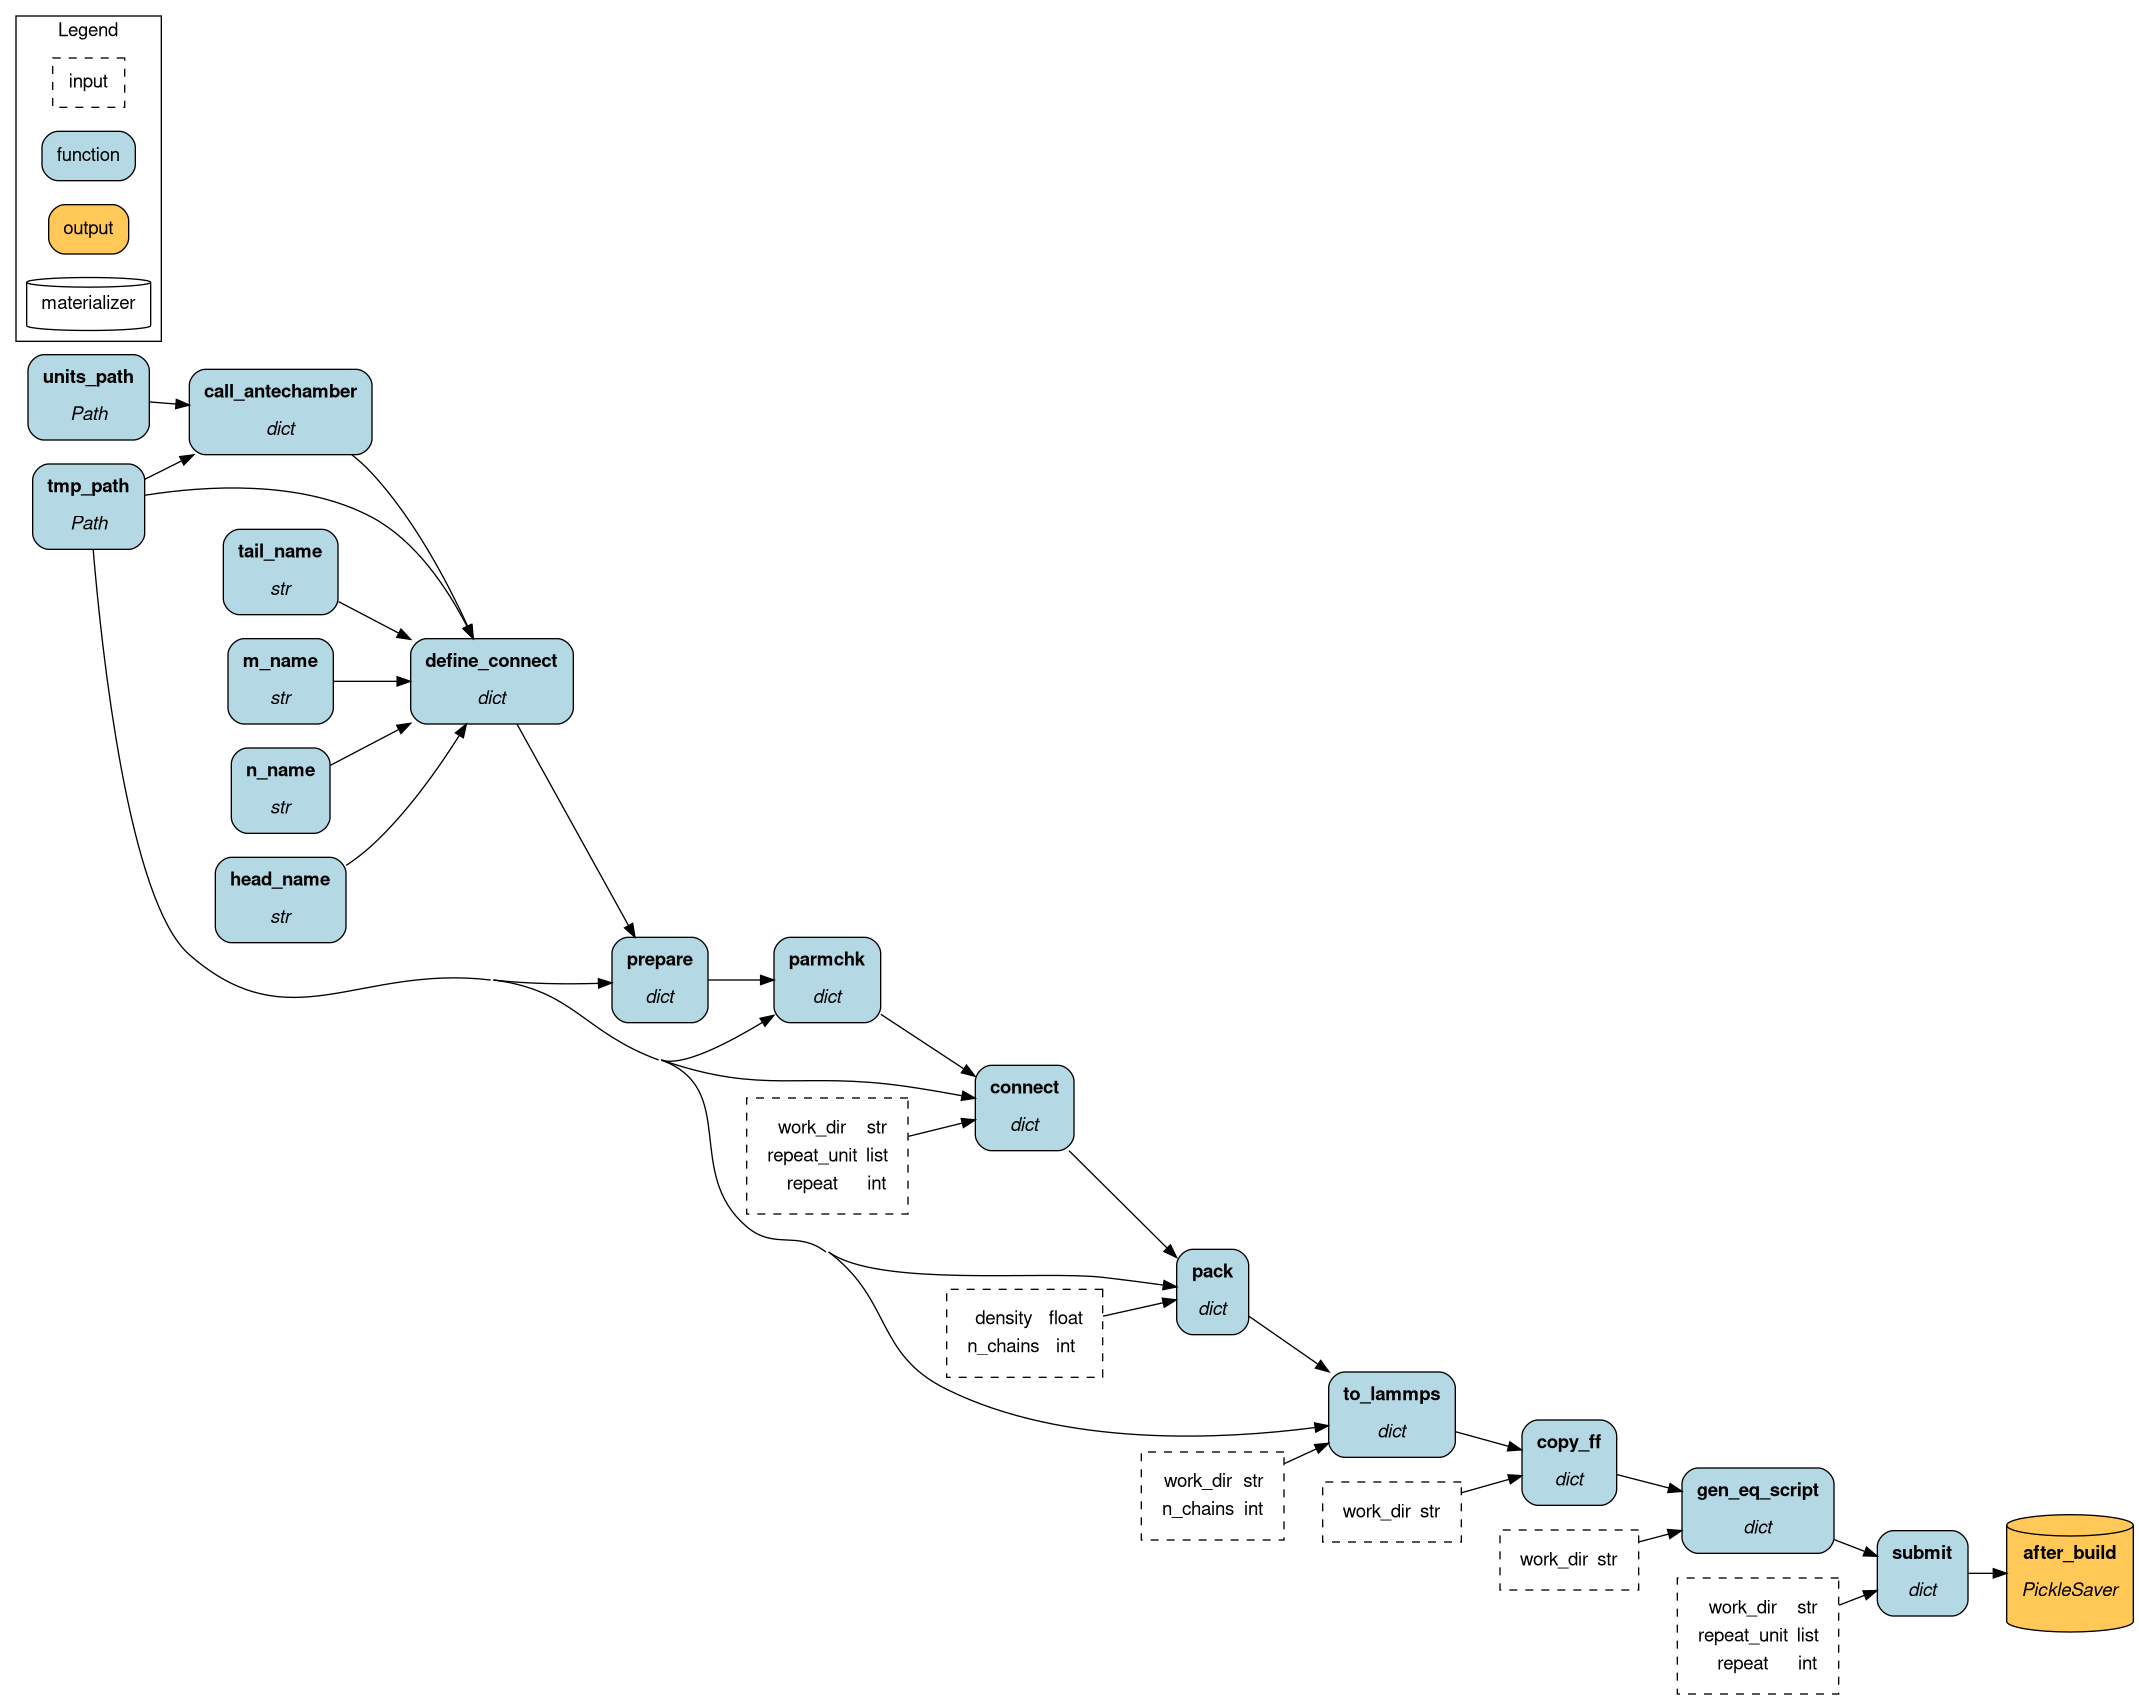 Legend
input
function
output
materializer
units_path
Path
call_antechamber
dict
tmp_path
Path
tail_name
str
m_name
str
define_connect
dict
n_name
str
head_name
str
prepare
dict
parmchk
dict
connect
dict
work_dir str
repeat_unit list
repeat int
pack
dict
density float
n_chains int
to_lammps
dict
work_dir str
n_chains int
copy_ff
dict
work_dir str
gen_eq_script
dict
work_dir str
submit
dict
work_dir str
repeat_unit list
repeat int
after_build
PickleSaver